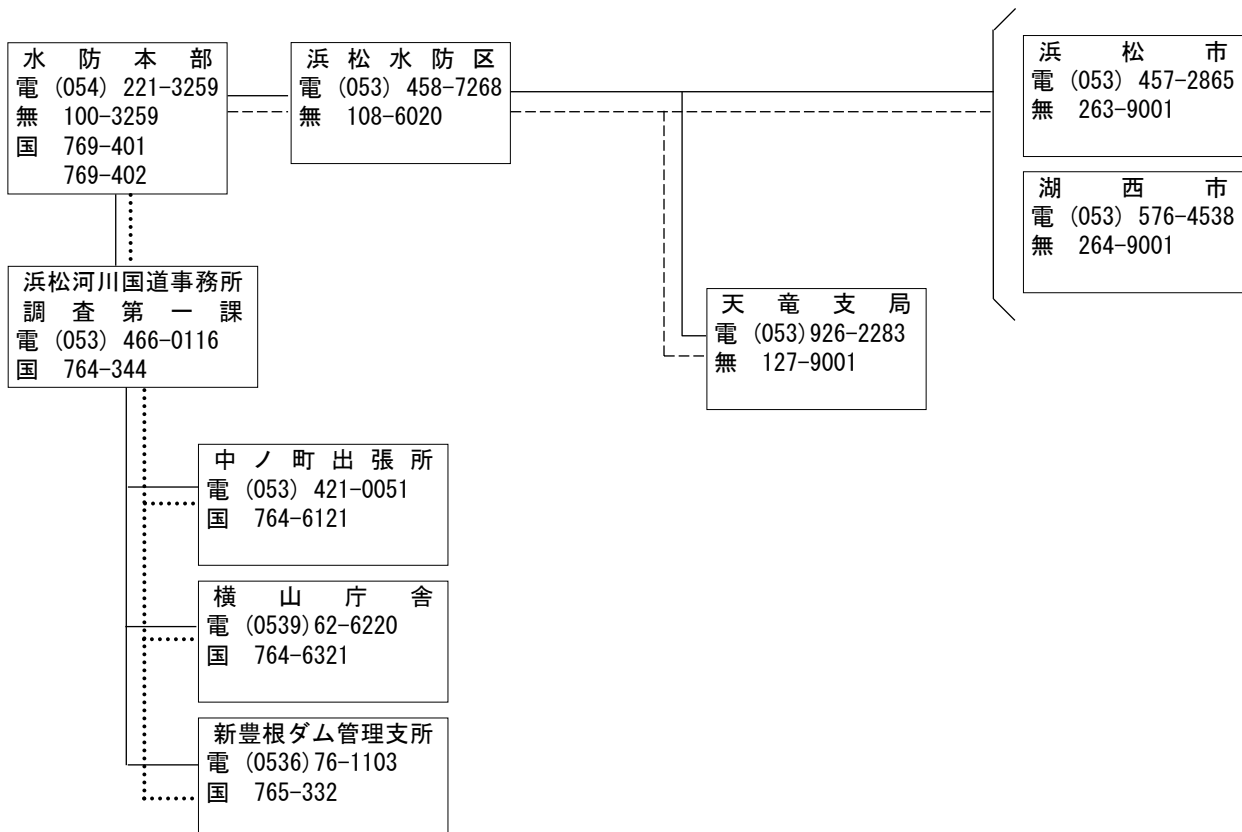 水防本部
電 (054) 221-3259
無 100-3259
国 769-401
769-402
浜松水防区
電 (053) 458-7268
無 108-6020
浜松市
電 (053) 457-2865
無 263-9001
湖西市
電 (053) 576-4538
無 264-9001
浜松河川国道事務所
調査第一課
電 (053) 466-0116
国 764-344
天竜支局
電 (053)926-2283
無 127-9001
中ノ町出張所
電 (053) 421-0051
国 764-6121
横山庁舎
電 (0539)62-6220
国 764-6321
新豊根ダム管理支所
電 (0536)76-1103
国 765-332